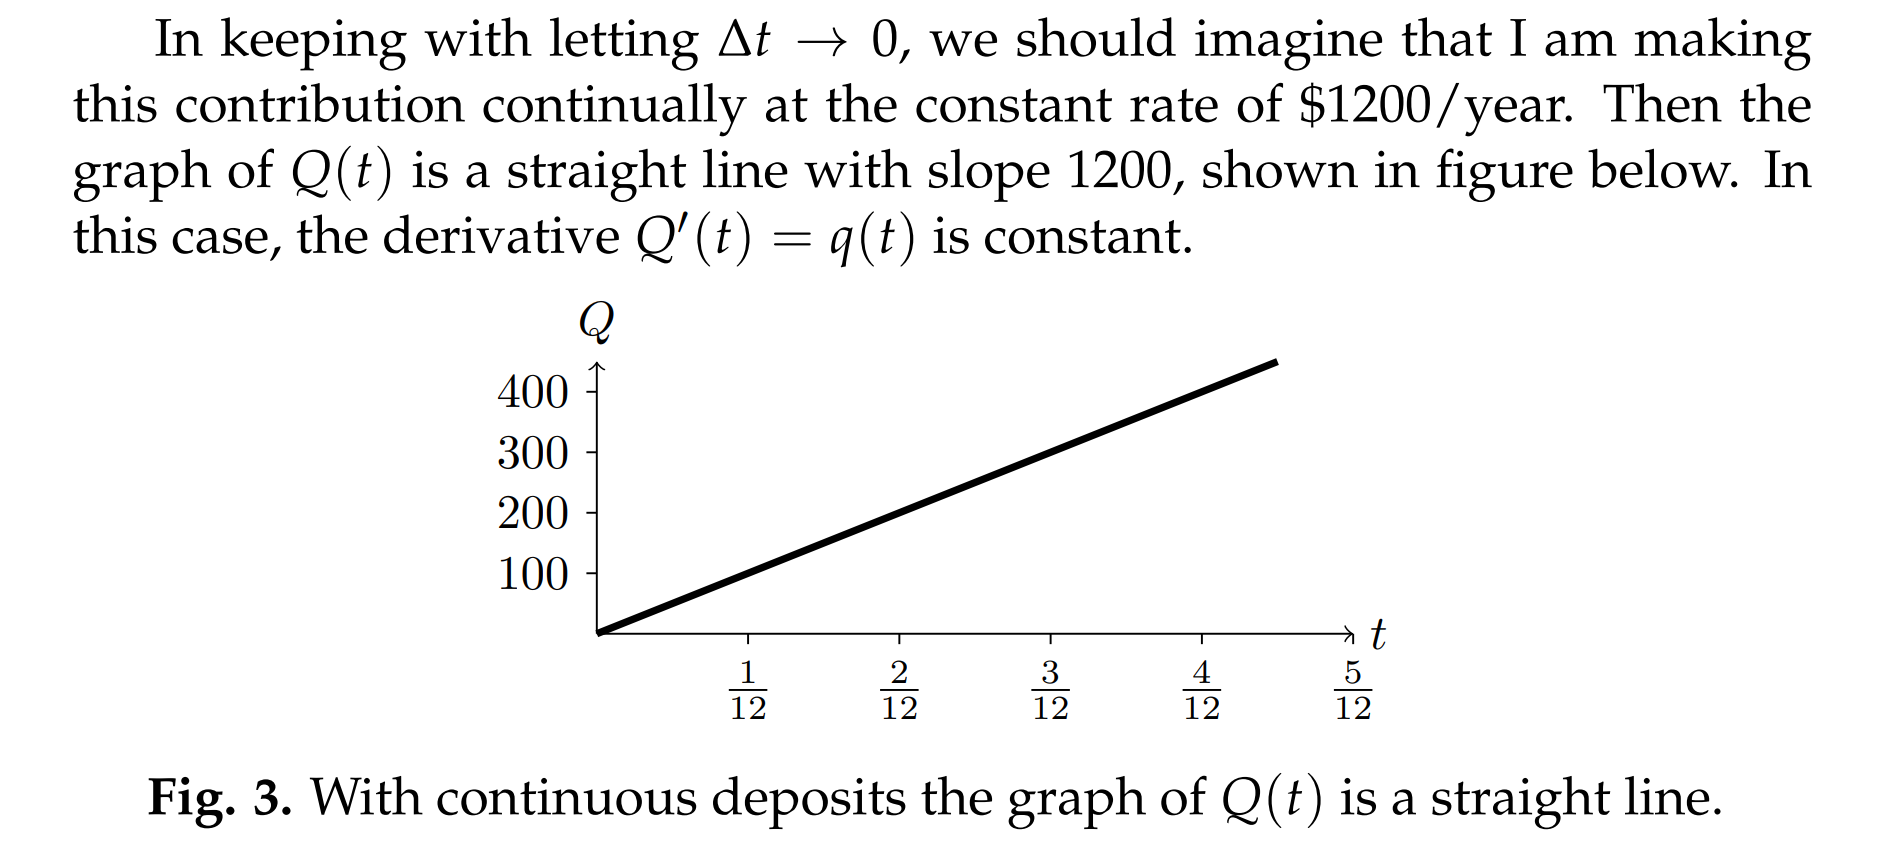 In keeping with letting Δt → 0, we should imagine that I am making
this contribution continually at the constant rate of $1200/year. Then the
graph of Q(t) is a straight line with slope 1200, shown in figure below. In
this case, the derivative Q′(t) = q(t) is constant.
Q
400
300
200
100
t
1/12 2/12 3/12 4/12 5/12
Fig. 3. With continuous deposits the graph of Q(t) is a straight line.